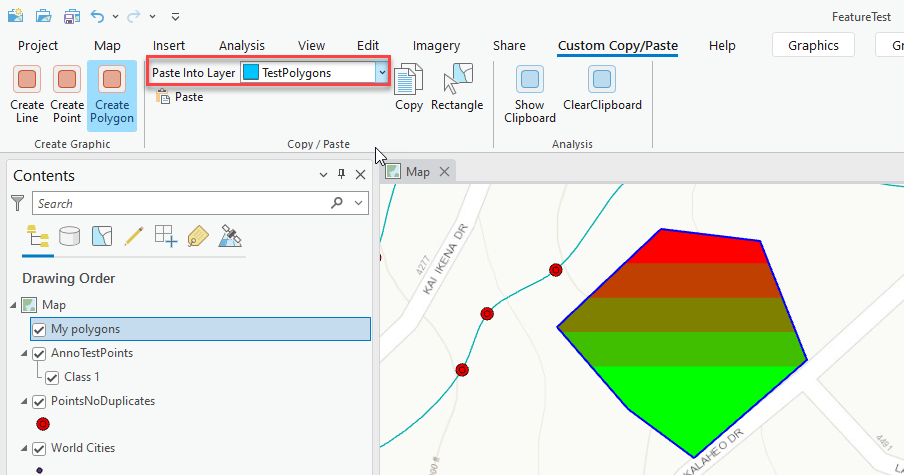 FeatureTest
Project Map Insert Analysis View Edit Imagery Share Custom Copy/Paste Help Graphics Gr
Paste Into Layer TestPolygons
Paste
Create Line
Create Point
Create Polygon
Copy
Rectangle
Show Clipboard
ClearClipboard
Create Graphic
Copy / Paste
Analysis
Contents
Search
Drawing Order
Map
My polygons
AnnoTestPoints
Class 1
PointsNoDuplicates
World Cities
Map
4277
KAI IKENA DR
KALAHEO DR
4491
LA